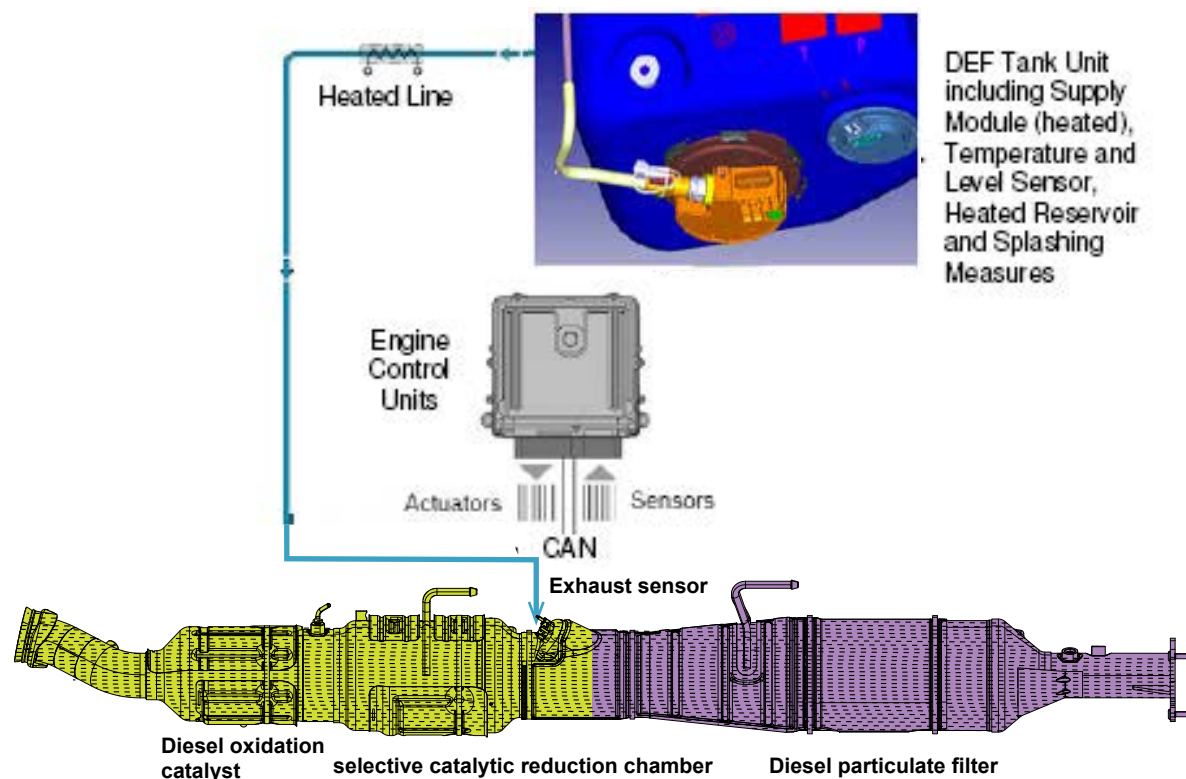 Heated Line
DEF Tank Unit
including Supply
Module (heated),
Temperature and
Level Sensor,
Heated Reservoir
and Splashing
Measures
Engine
Control
Units
Actuators
Sensors
CAN
Exhaust sensor
Diesel oxidation
catalyst
selective catalytic reduction chamber
Diesel particulate filter